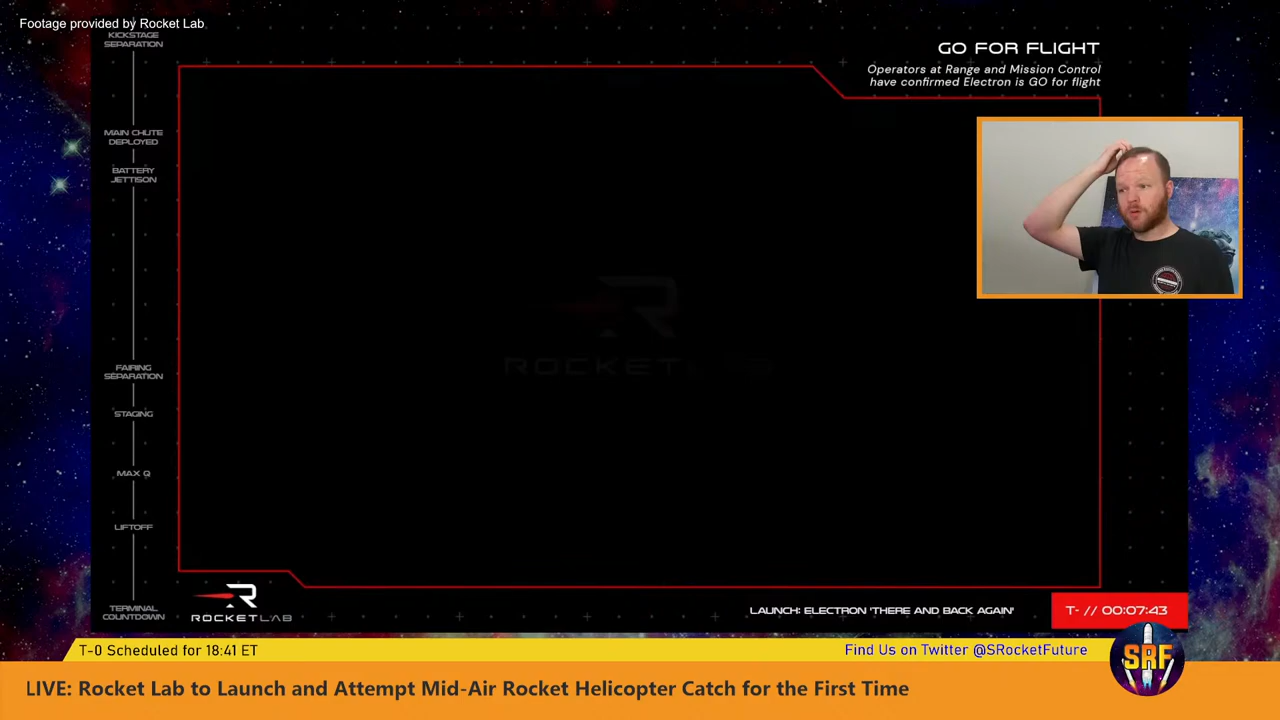 Footage provided by Rocket Lab
KICKSTAGE
SEPARATION
GO FOR FLIGHT
Operators at Range and Mission Control
have confirmed Electron is GO for flight
MAIN CHUTE
DEPLOYED
BATTERY
JETTISON
ROCKETLAB
FAIRING
SEPARATION
STAGING
MAX Q
LIFTOFF
TERMINAL
COUNTDOWN
ROCKETLAB
LAUNCH: ELECTRON 'THERE AND BACK AGAIN'
T- // 00:07:43
T-0 Scheduled for 18:41 ET
Find Us on Twitter @SRocketFuture
SRF
LIVE: Rocket Lab to Launch and Attempt Mid-Air Rocket Helicopter Catch for the First Time